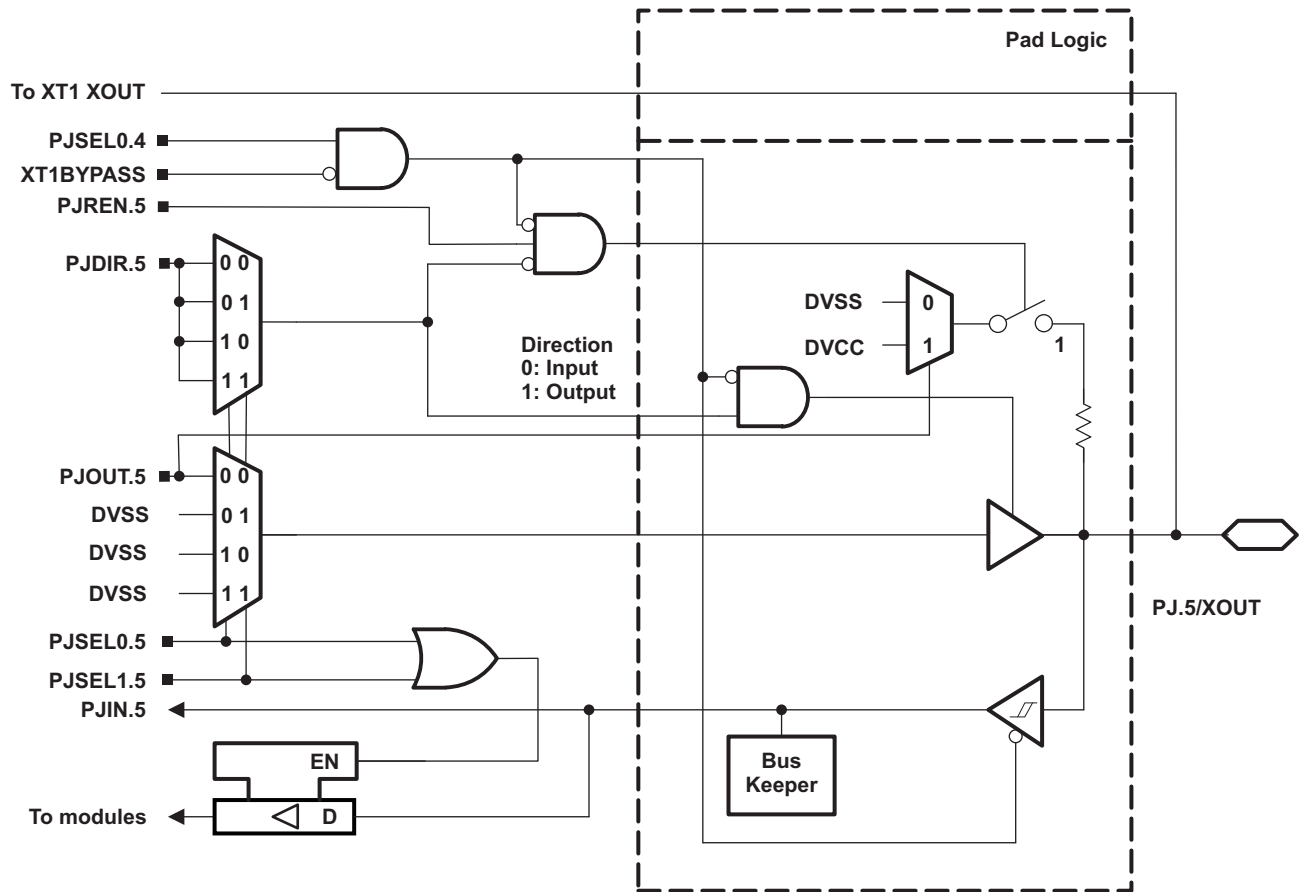 Pad Logic
To XT1 XOUT
PJSEL0.4
XT1BYPASS
PJREN.5
PJDIR.5
0 0
0 1
1 0
1 1
DVSS
0
DVCC
1
1
Direction
0: Input
1: Output
PJOUT.5
0 0
DVSS
0 1
DVSS
1 0
DVSS
1 1
PJ.5/XOUT
PJSEL0.5
PJSEL1.5
PJIN.5
EN
Bus
Keeper
To modules
D